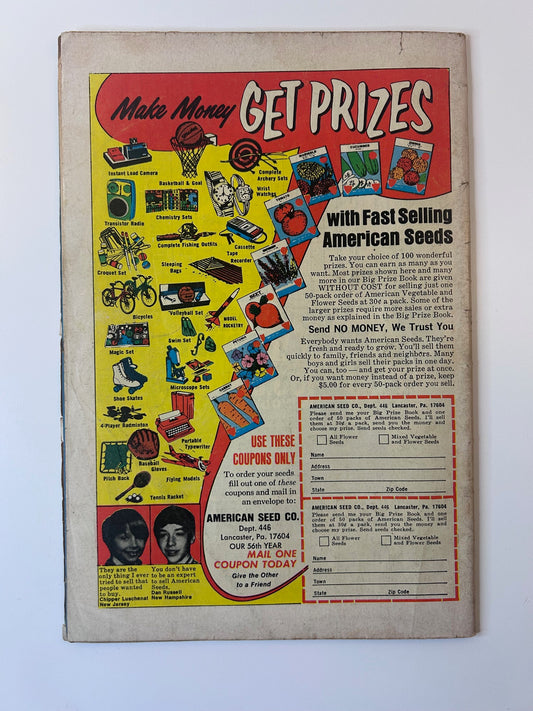 Make Money GET PRIZES
Instant Load Camera
Basketball & Goal
Complete
Archery Sets
Transistor Radio
Chemistry Sets
Wrist
Watches
Complete Fishing Outfits
Cassette
Tape
Recorder
Croquet Set
Sleeping
Bags
Bicycles
Volleyball Set
MODEL
ROCKETRY
Magic Set
Swim Set
Shoe Skates
Microscope Sets
4-Player Badminton
Portable
Typewriter
Pitch Back
Baseball
Gloves
Flying Models
Tennis Racket
with Fast Selling
American Seeds
Take your choice of 100 wonderful
prizes. You can earn as many as you
want. Most prizes shown here and many
more in our Big Prize Book are given
WITHOUT COST for selling just one
50-pack order of American Vegetable and
Flower Seeds at 30¢ a pack. Some of the
larger prizes require more sales or extra
money as explained in the Big Prize Book.
Send NO MONEY, We Trust You
Everybody wants American Seeds. They're
fresh and ready to grow. You'll sell them
quickly to family, friends and neighbors. Many
boys and girls sell their packs in one day.
You can, too — and get your prize at once.
Or, if you want money instead of a prize, keep
$5.00 for every 50-pack order you sell.
USE THESE
COUPONS ONLY
To order your seeds
fill out one of these
coupons and mail in
an envelope to:
AMERICAN SEED CO.
Dept. 446
Lancaster, Pa. 17604
OUR 56th YEAR
MAIL ONE
COUPON TODAY
Give the Other
to a Friend
They are the
only thing I ever
tried to sell that
people wanted
to buy.
Chipper Luschenat
New Jersey
You don't have
to be an expert
to sell American
Seeds.
Dan Russell
New Hampshire
AMERICAN SEED CO., Dept. 446 Lancaster, Pa. 17604
Please send me your Big Prize Book and one
order of 50 packs of American Seeds. I'll sell
them at 30¢ a pack, send you the money and
choose my prize. Send seeds checked.
All Flower
Seeds
Mixed Vegetable
and Flower Seeds
Name
Address
Town
State Zip Code
AMERICAN SEED CO., Dept. 446 Lancaster, Pa. 17604
Please send me your Big Prize Book and one
order of 50 packs of American Seeds. I'll sell
them at 30¢ a pack, send you the money and
choose my prize. Send seeds checked.
All Flower
Seeds
Mixed Vegetable
and Flower Seeds
Name
Address
Town
State Zip Code